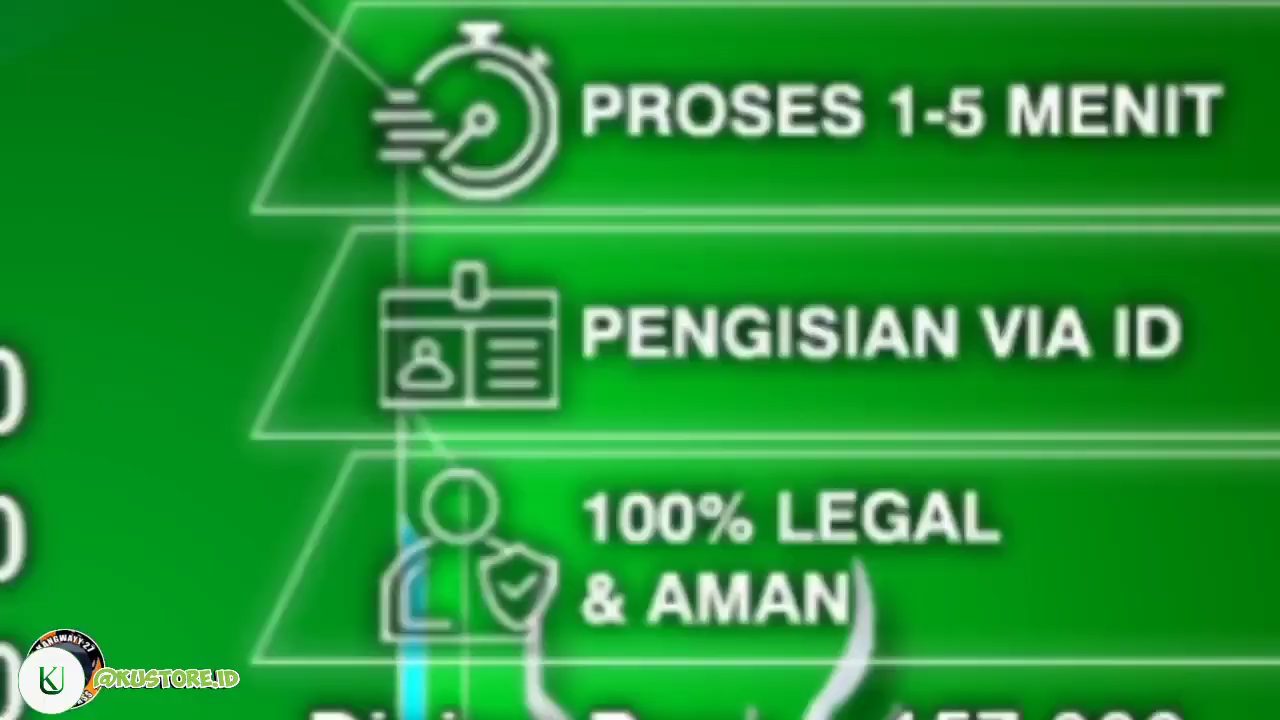 PROSES 1-5 MENIT
PENGISIAN VIA ID
100% LEGAL
& AMAN
@KUSTORE.ID